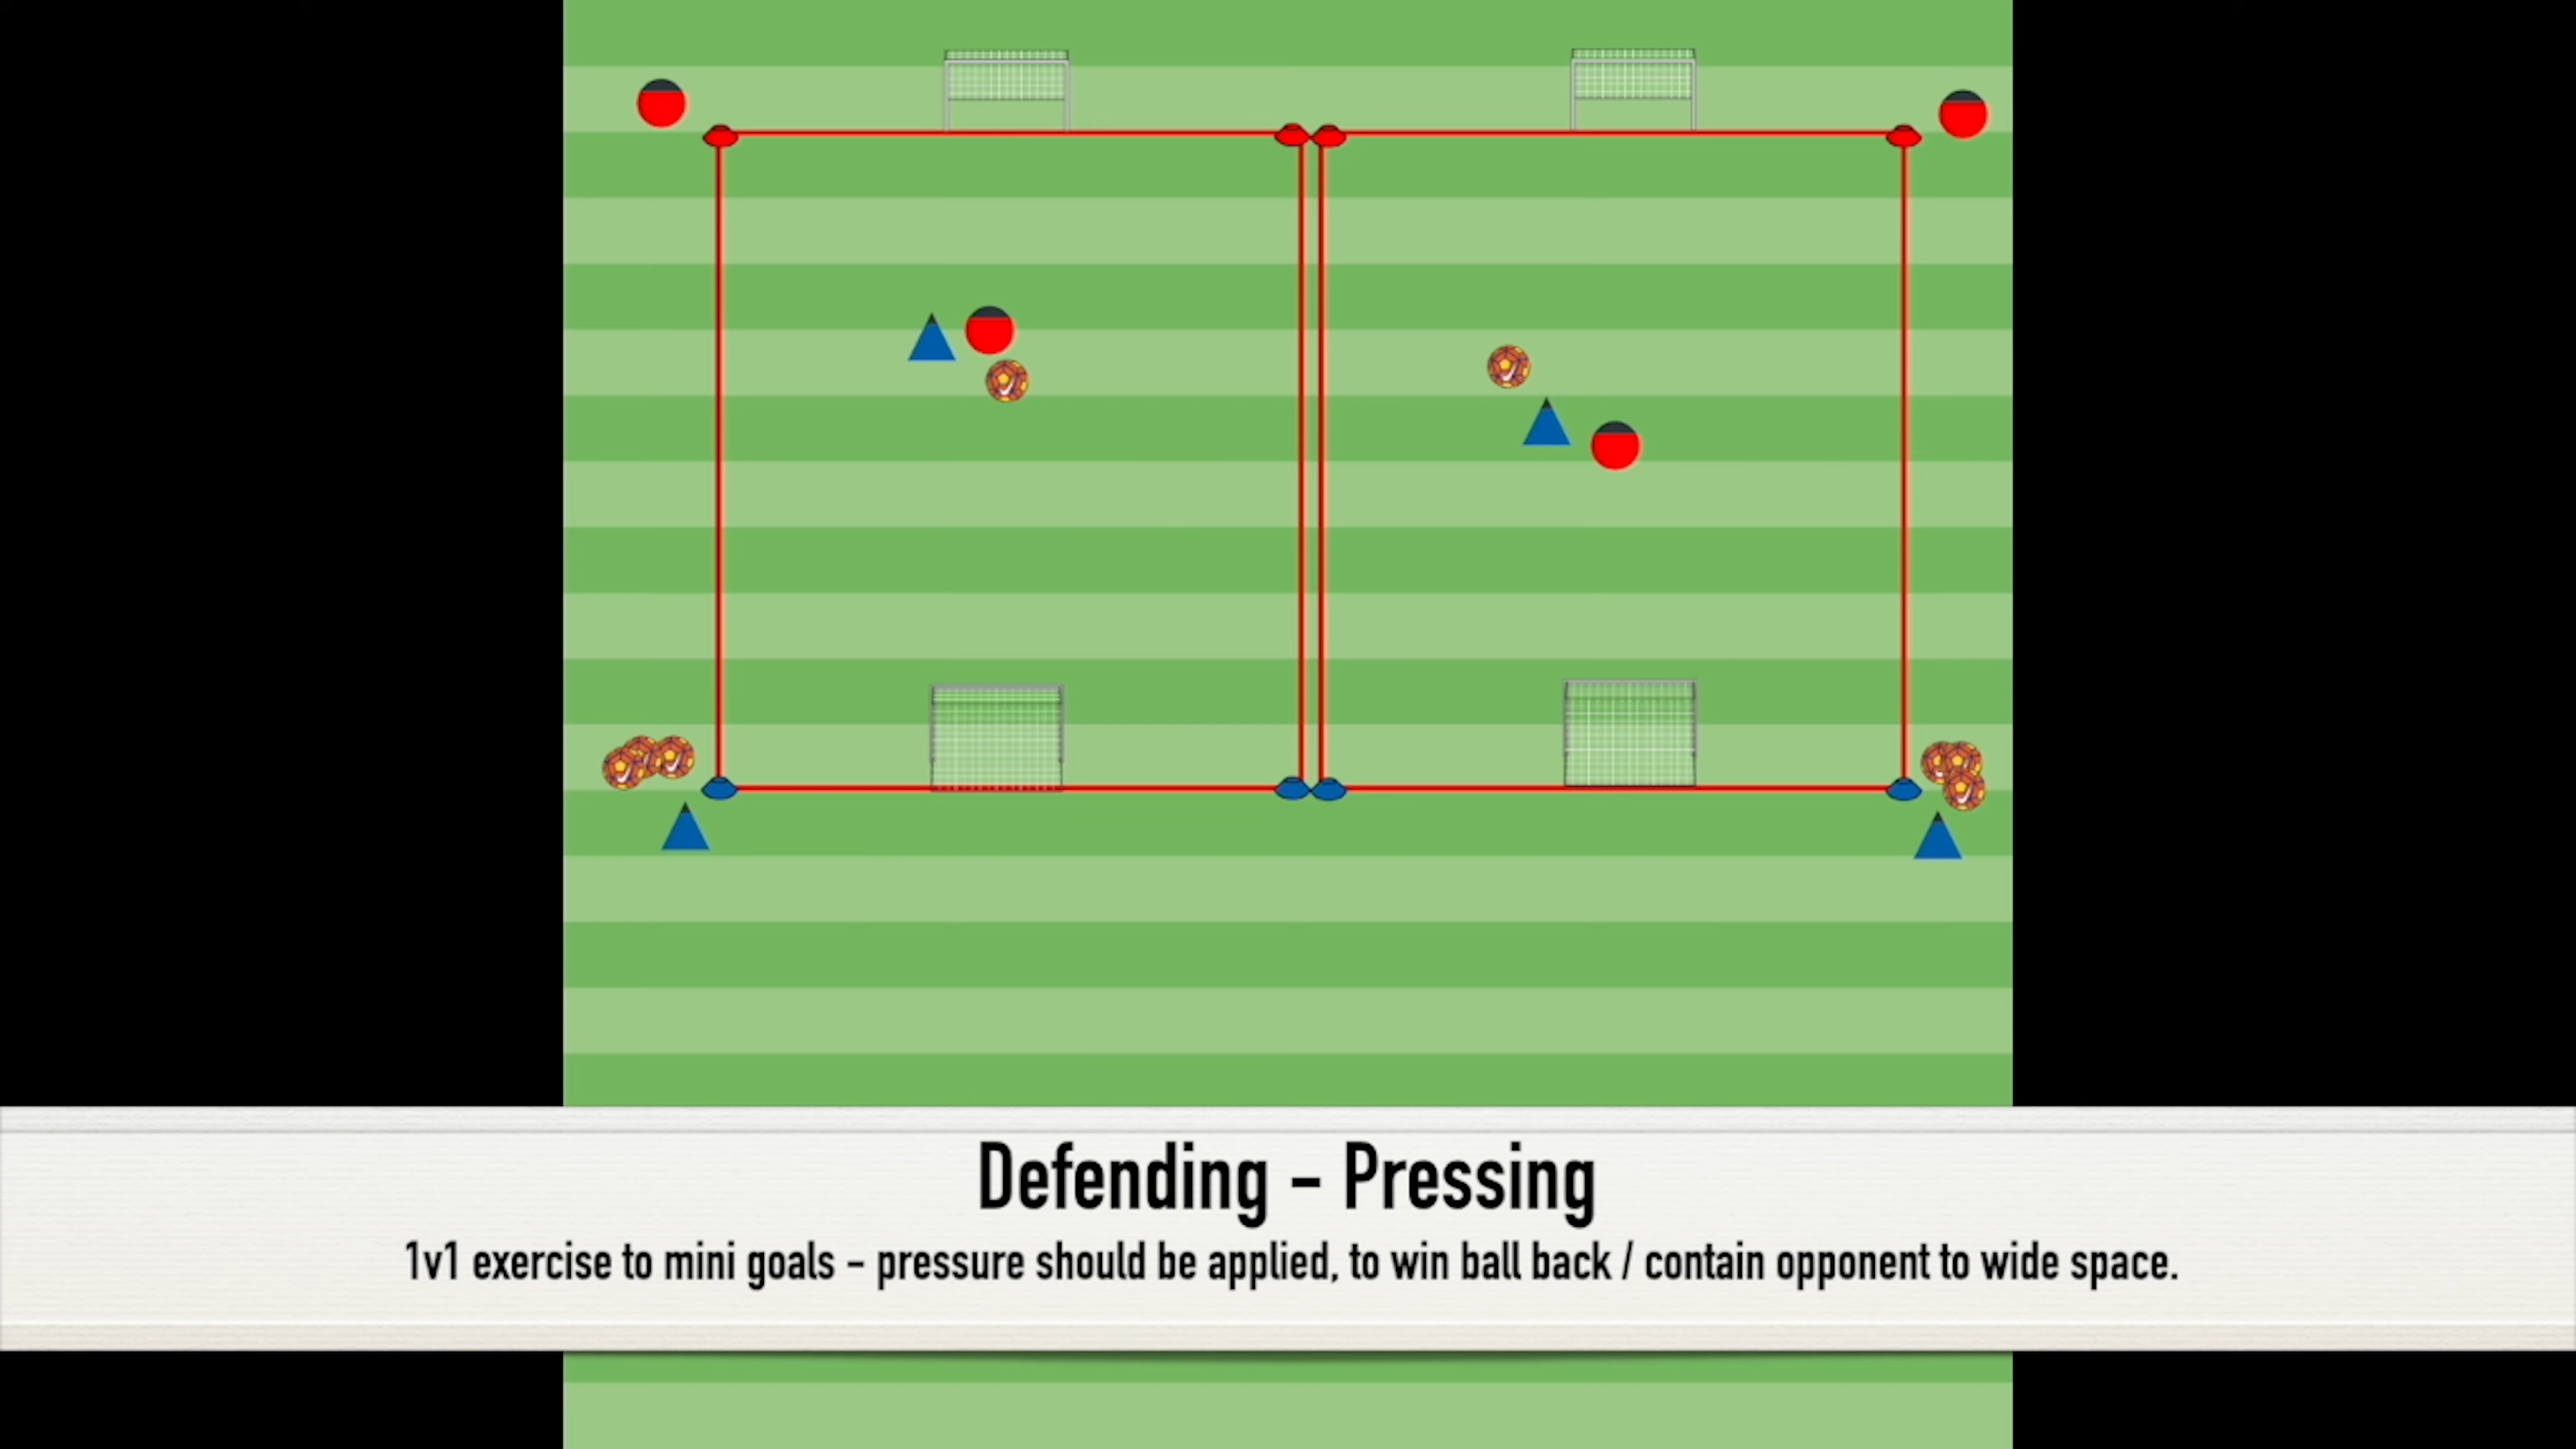 Defending – Pressing
1v1 exercise to mini goals – pressure should be applied, to win ball back / contain opponent to wide space.